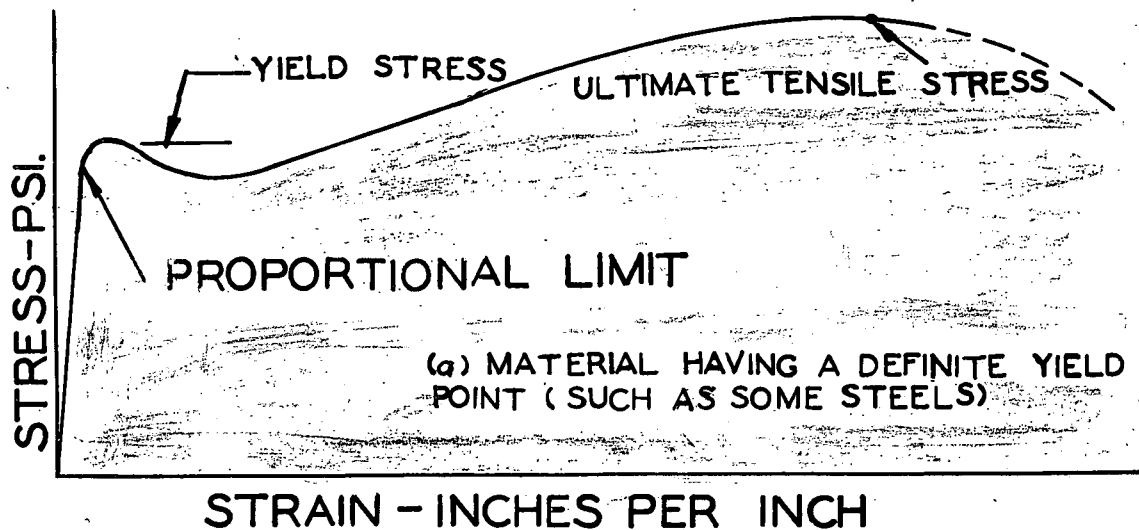 YIELD STRESS
ULTIMATE TENSILE STRESS
PROPORTIONAL LIMIT
(a) MATERIAL HAVING A DEFINITE YIELD
POINT (SUCH AS SOME STEELS)
STRESS-PSI.
STRAIN - INCHES PER INCH